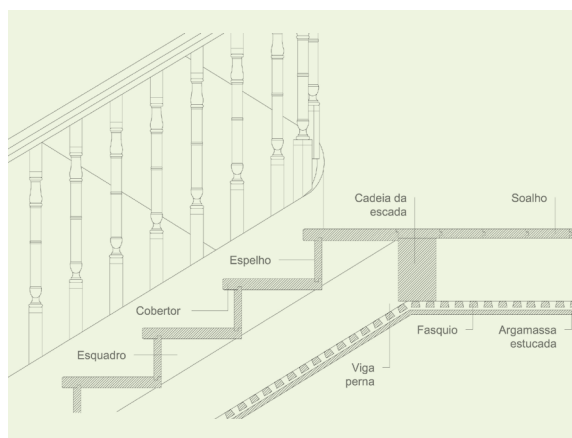 Cadeia da
escada
Soalho
Espelho
Cobertor
Fasquio
Argamassa
estucada
Esquadro
Viga
perna